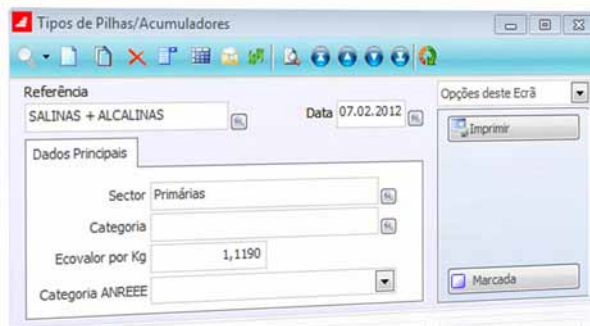 Tipos de Pilhas/Acumuladores
Referência
SALINAS + ALCALINAS
Data 07.02.2012
Opções deste Ecrã
Imprimir
Dados Principais
Sector Primárias
Categoria
Ecovalor por Kg 1,1190
Categoria ANREEE
Marcada